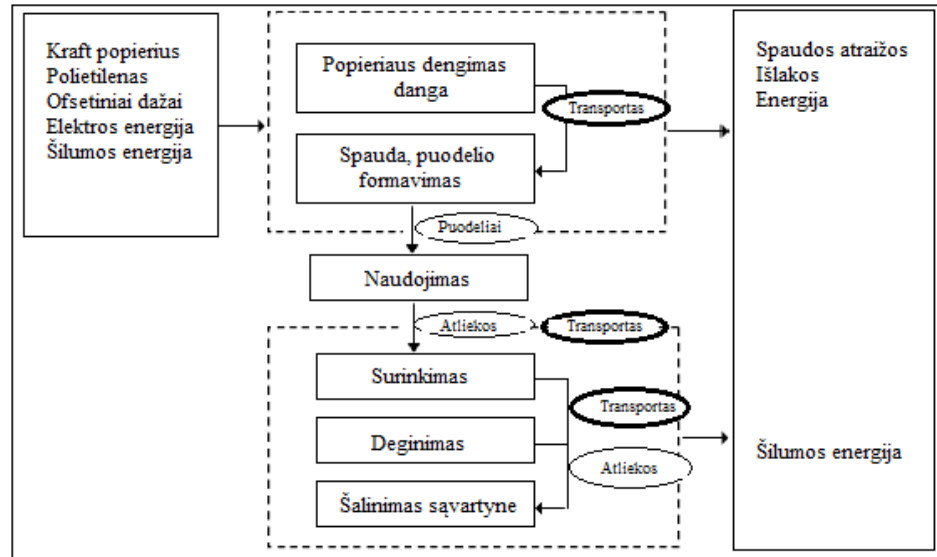 Kraft popierius
Polietilenas
Ofsetiniai dažai
Elektros energija
Šilumos energija
Popieriaus dengimas
danga
Transportas
Spauda, puodelio
formavimas
Puodeliai
Naudojimas
Atliekos
Transportas
Surinkimas
Transportas
Deginimas
Atliekos
Šalinimas sąvartyne
Spaudos atraižos
Išlakos
Energija
Šilumos energija